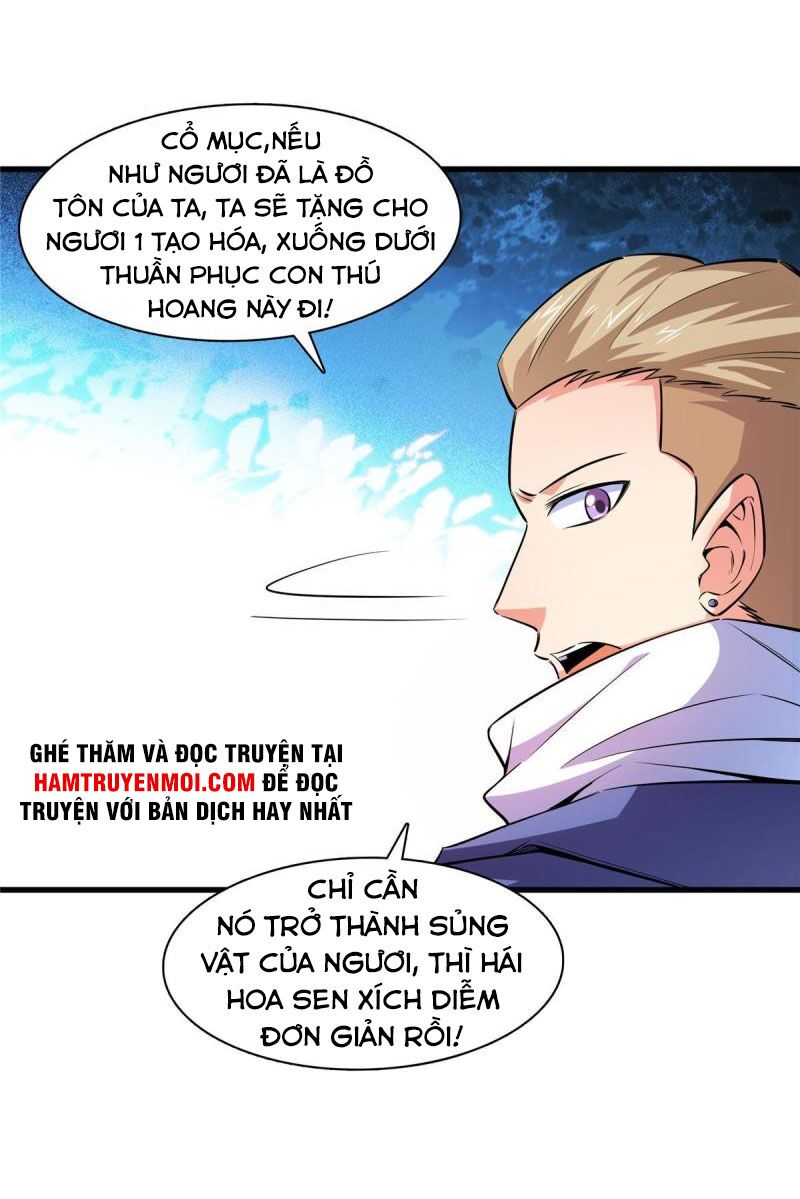 CỔ MỤC,NẾU
NHƯ NGƯƠI ĐÃ LÀ ĐỒ
TÔN CỦA TA, TA SẼ TẶNG CHO
NGƯƠI 1 TẠO HÓA, XUỐNG DƯỚI
THUẦN PHỤC CON THÚ
HOANG NÀY ĐI!
GHÉ THĂM VÀ ĐỌC TRUYỆN TẠI
HAMTRUYENMOI.COM ĐỂ ĐỌC
TRUYỆN VỚI BẢN DỊCH HAY NHẤT
CHỈ CẦN
NÓ TRỞ THÀNH SỦNG
VẬT CỦA NGƯƠI, THÌ HÁI
HOA SEN XÍCH DIỄM
ĐƠN GIẢN RỒI!